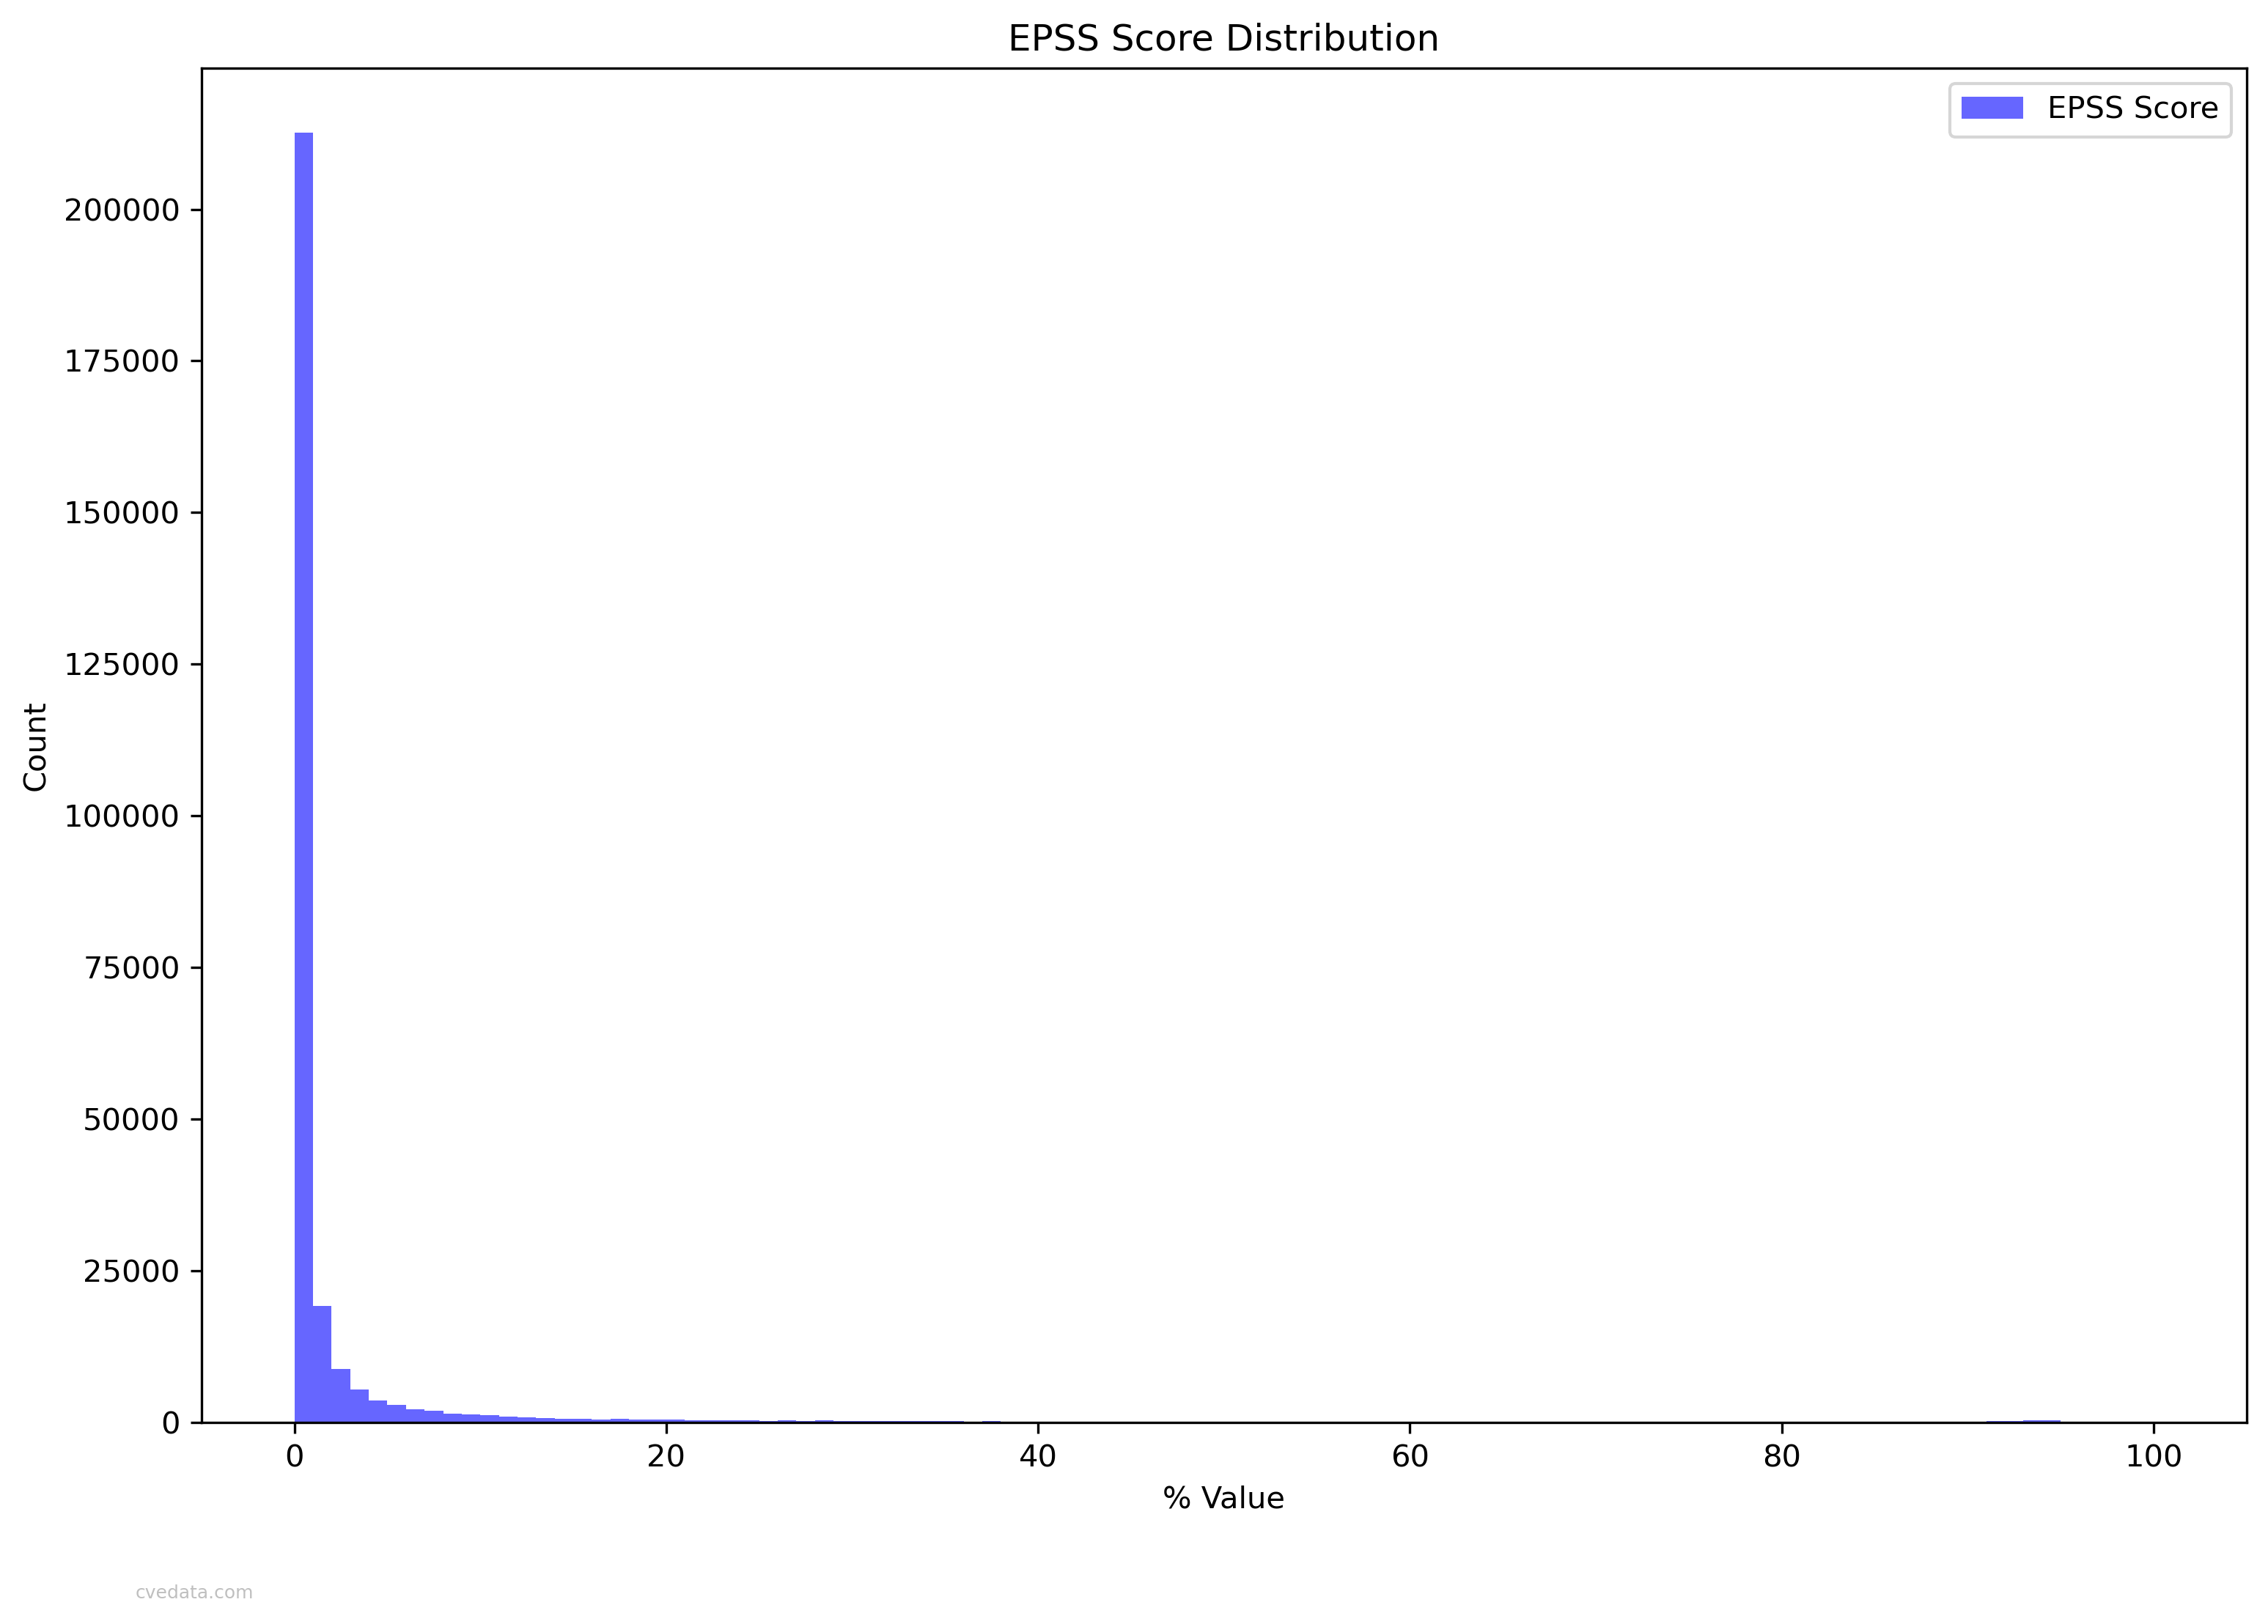 EPSS Score Distribution
EPSS Score
200000
175000
150000
125000
100000
75000
50000
25000
0
Count
0 20 40 60 80 100
% Value
cvedata.com